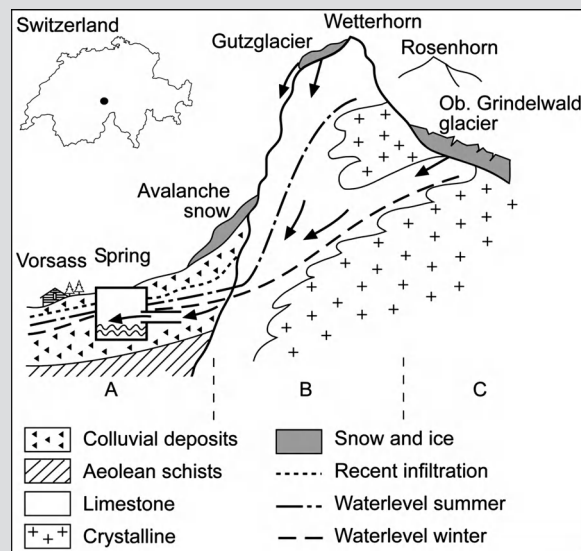 Switzerland
Wetterhorn
Gutzglacier
Rosenhorn
Ob. Grindelwald
glacier
Avalanche
snow
Vorsass
Spring
A
B
C
Colluvial deposits
Aeolean schists
Limestone
Crystalline
Snow and ice
Recent infiltration
Waterlevel summer
Waterlevel winter